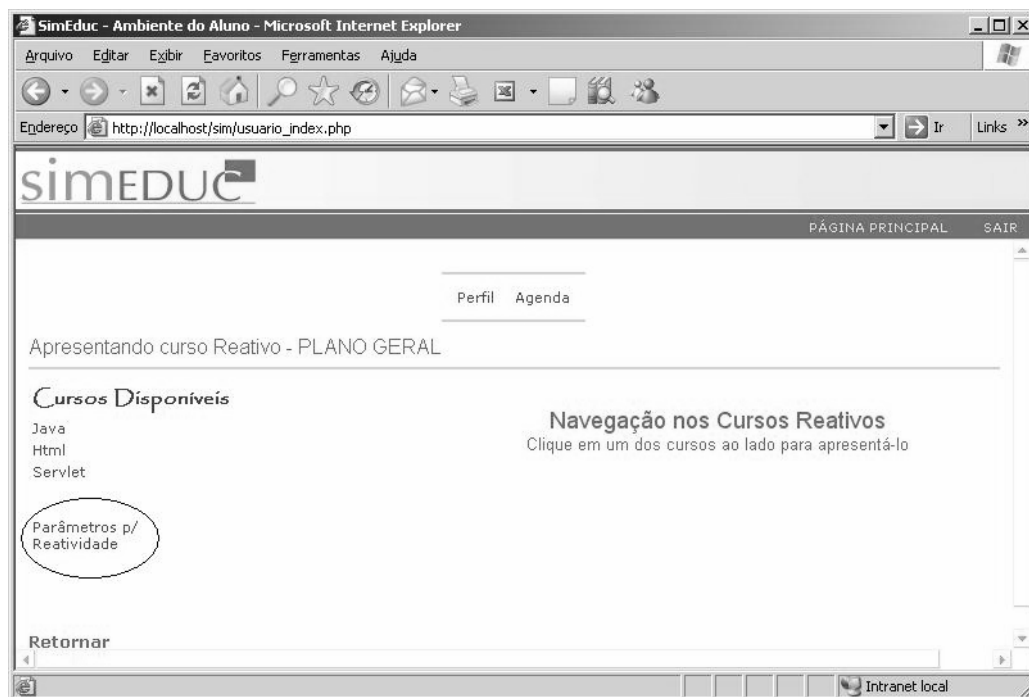 SimEduc - Ambiente do Aluno - Microsoft Internet Explorer
Arquivo Editar Exibir Favoritos Ferramentas Ajuda
Endereço http://localhost/sim/usuario_index.php Ir Links »
simEDUC
PÁGINA PRINCIPAL SAIR
Perfil Agenda
Apresentando curso Reativo - PLANO GERAL
Cursos Disponíveis
Java
Html
Servlet
Navegação nos Cursos Reativos
Clique em um dos cursos ao lado para apresentá-lo
Parâmetros p/
Reatividade
Retornar
Intranet local